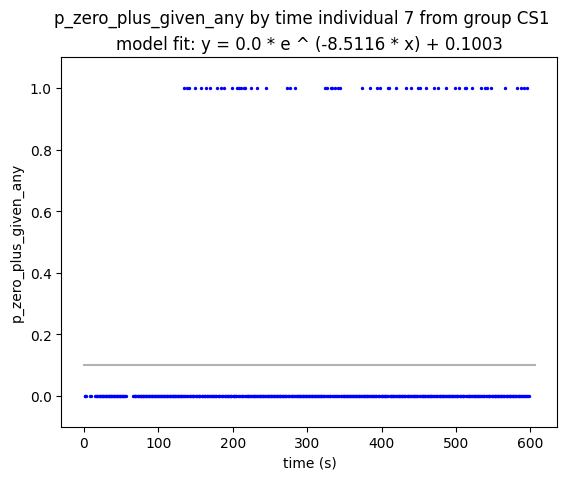 p_zero_plus_given_any by time individual 7 from group CS1
model fit: y = 0.0 * e ^ (-8.5116 * x) + 0.1003
1.0
0.8
0.6
0.4
0.2
0.0
p_zero_plus_given_any
0 100 200 300 400 500 600
time (s)